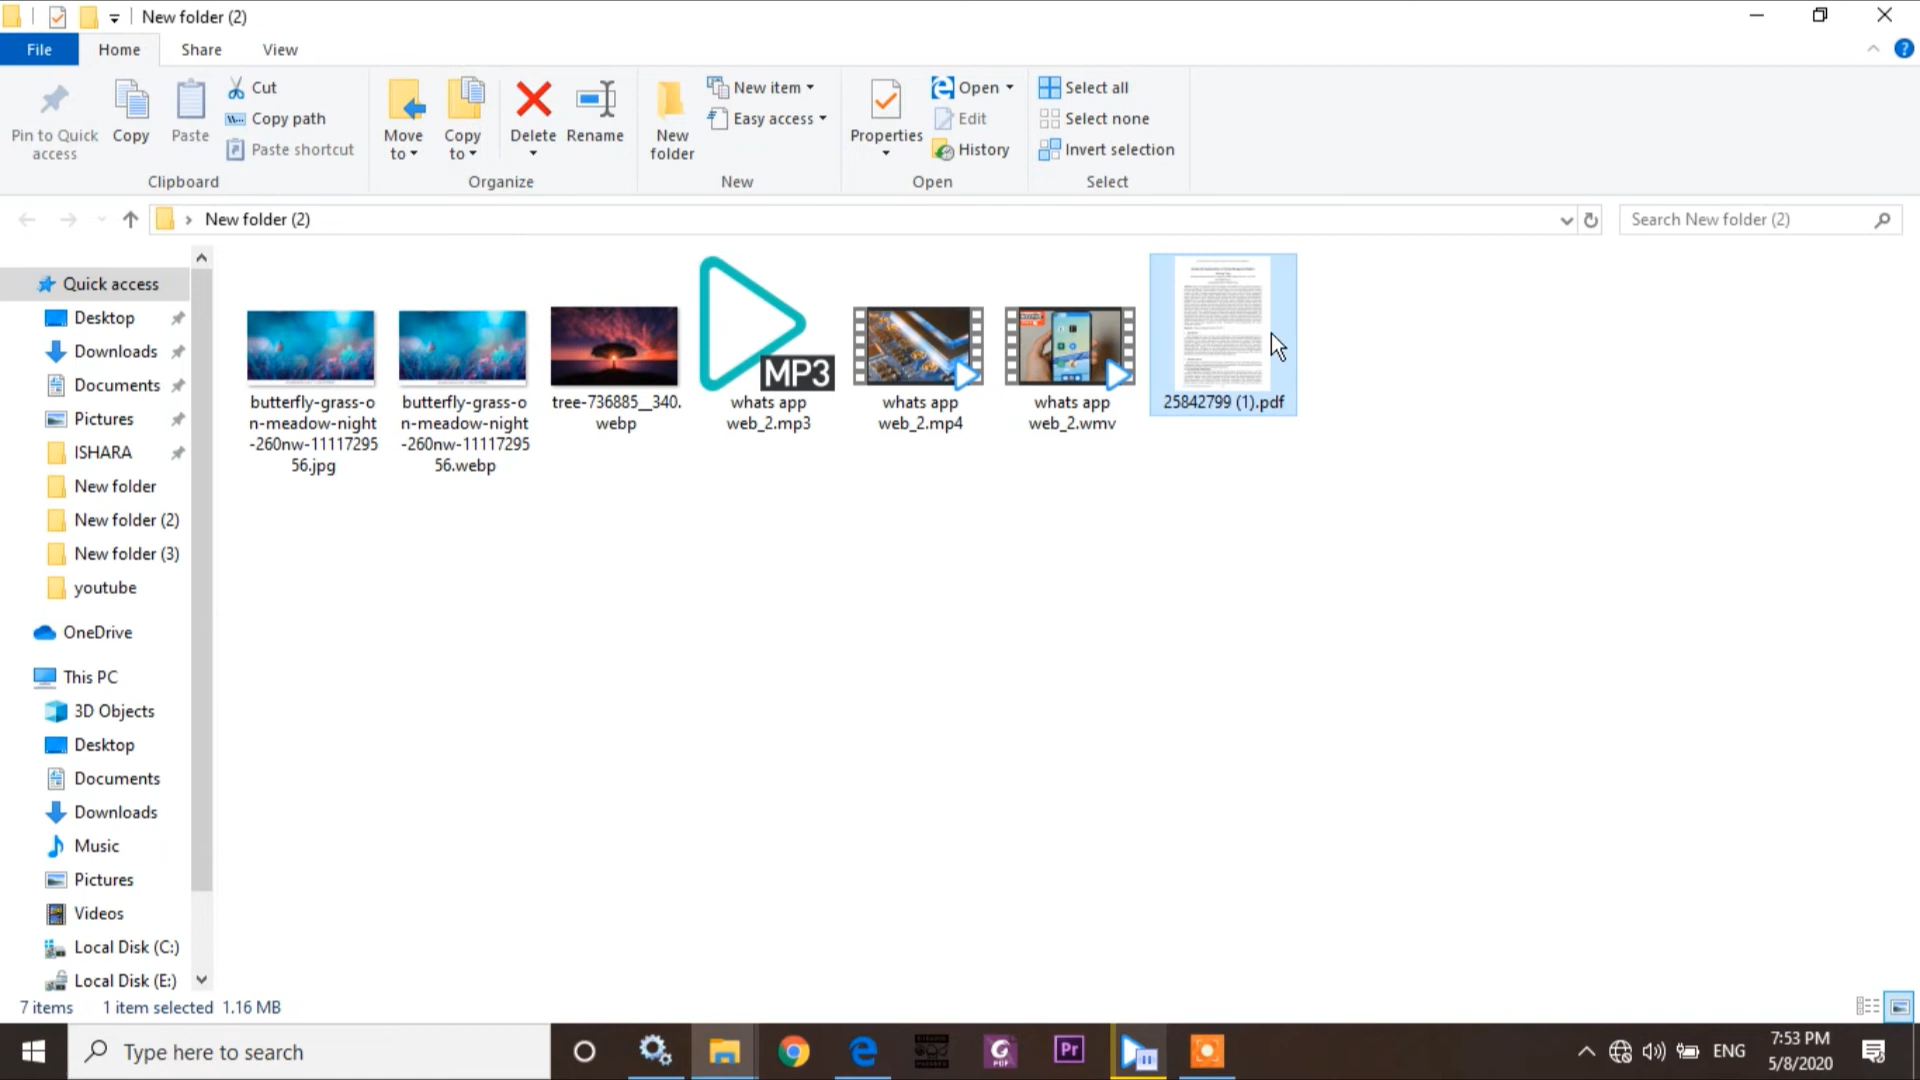 New folder (2)
File
Home
Share
View
Pin to Quick
access
Copy
Paste
Cut
Copy path
Paste shortcut
Clipboard
Move
to
Copy
to
Delete
Rename
Organize
New
folder
New item
Easy access
New
Properties
Open
Edit
History
Open
Select all
Select none
Invert selection
Select
New folder (2)
Search New folder (2)
Quick access
Desktop
Downloads
Documents
Pictures
ISHARA
New folder
New folder (2)
New folder (3)
youtube
OneDrive
This PC
3D Objects
Desktop
Documents
Downloads
Music
Pictures
Videos
Local Disk (C:)
Local Disk (E:)
butterfly-grass-o
n-meadow-night
-260nw-11117295
56.jpg
butterfly-grass-o
n-meadow-night
-260nw-11117295
56.webp
tree-736885__340.
webp
MP3
whats app
web_2.mp3
whats app
web_2.mp4
whats app
web_2.wmv
25842799 (1).pdf
7 items
1 item selected 1.16 MB
Type here to search
G
PDF
Pr
ENG
7:53 PM
5/8/2020